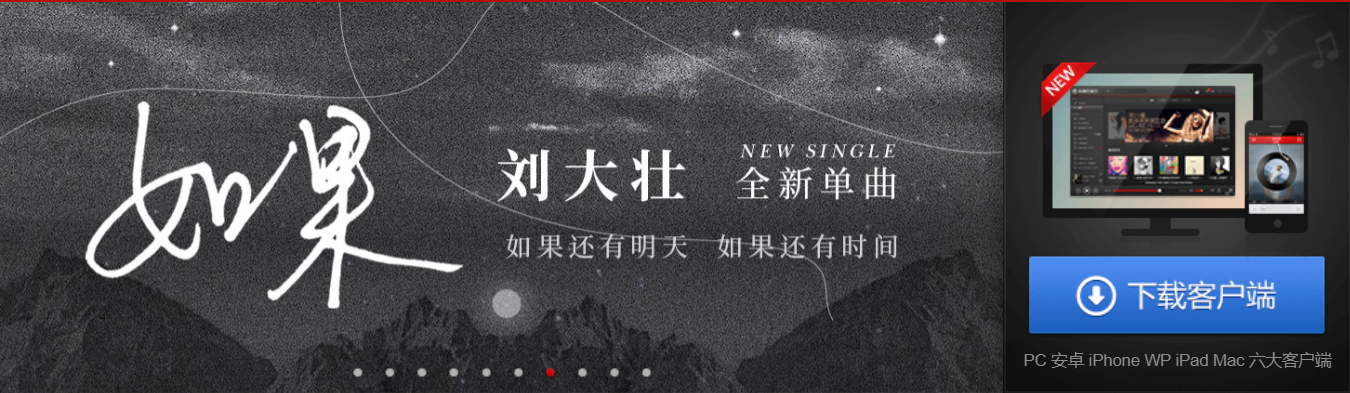 如果
刘大壮
NEW SINGLE
全新单曲
如果还有明天 如果还有时间
NEW
下载客户端
PC 安卓 iPhone WP iPad Mac 六大客户端